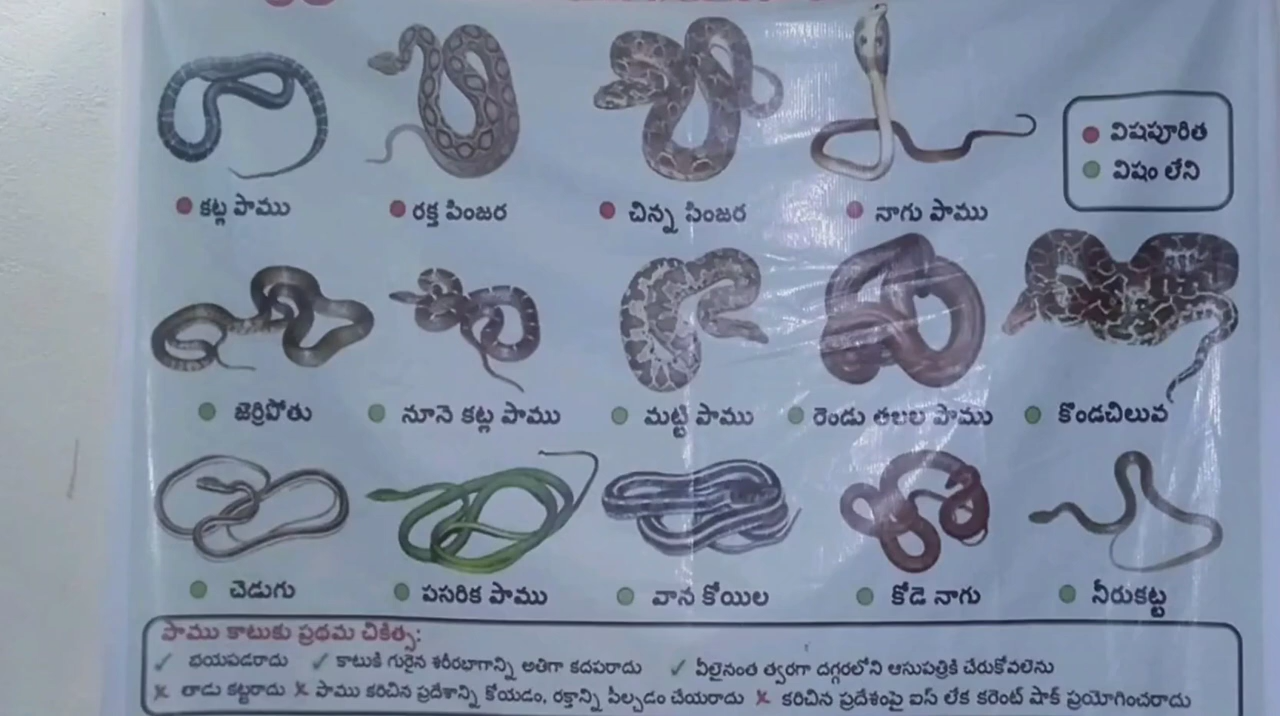 విషపూరిత
విషం లేని
కట్ల పాము రక్త పింజర చిన్న పింజర నాగు పాము
జెర్రిపోతు నూనె కట్ల పాము మట్టి పాము రెండు తలల పాము కొండచిలువ
చెడుగు పసరిక పాము వాన కోయిల కోడె నాగు నీరుకట్ట
పాము కాటుకు ప్రథమ చికిత్స:
✓ భయపడరాదు ✓ కాటుకి గురైన శరీరబాగాన్ని అతిగా కదపరాదు ✓ వీలైనంత త్వరగా దగ్గరలోని ఆసుపత్రికి చేరుకోవలెను
✗ తాడు కట్టరాదు ✗ పాము కరిచిన ప్రదేశాన్ని కోయడం, రక్తాన్ని పీల్చడం చేయరాదు ✗ కరిచిన ప్రదేశంపై ఐస్ లేక కరెంట్ షాక్ ప్రయోగించరాదు